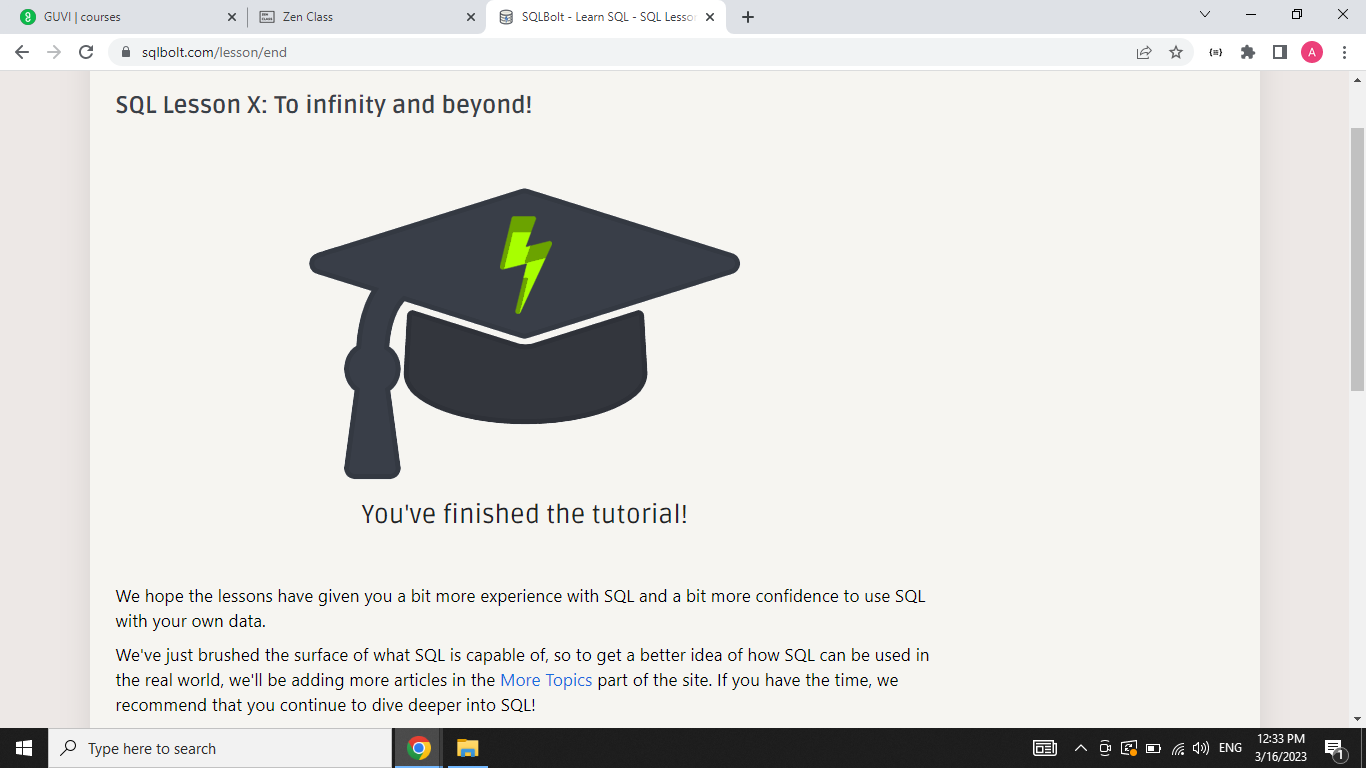 GUVI | courses
Zen Class
SQLBolt - Learn SQL - SQL Lesso
sqlbolt.com/lesson/end
A
SQL Lesson X: To infinity and beyond!
You've finished the tutorial!
We hope the lessons have given you a bit more experience with SQL and a bit more confidence to use SQL
with your own data.
We've just brushed the surface of what SQL is capable of, so to get a better idea of how SQL can be used in
the real world, we'll be adding more articles in the More Topics part of the site. If you have the time, we
recommend that you continue to dive deeper into SQL!
Type here to search
ENG
12:33 PM
3/16/2023
1